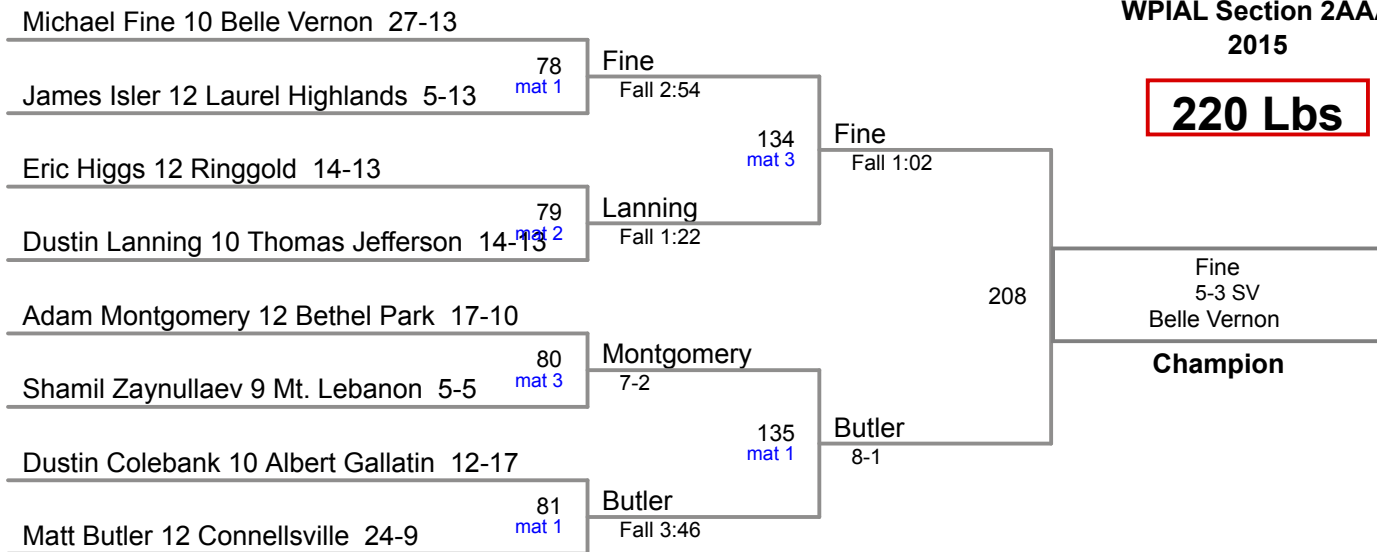 Michael Fine 10 Belle Vernon 27-13
WPIAL Section 2AAA
2015
220 Lbs
78
mat 1
Fine
Fall 2:54
James Isler 12 Laurel Highlands 5-13
134
mat 3
Fine
Fall 1:02
Eric Higgs 12 Ringgold 14-13
79
mat 2
Lanning
Fall 1:22
Dustin Lanning 10 Thomas Jefferson 14-13
208
Fine
5-3 SV
Belle Vernon
Champion
Adam Montgomery 12 Bethel Park 17-10
80
mat 3
Montgomery
7-2
Shamil Zaynullaev 9 Mt. Lebanon 5-5
135
mat 1
Butler
8-1
Dustin Colebank 10 Albert Gallatin 12-17
81
mat 1
Butler
Fall 3:46
Matt Butler 12 Connellsville 24-9